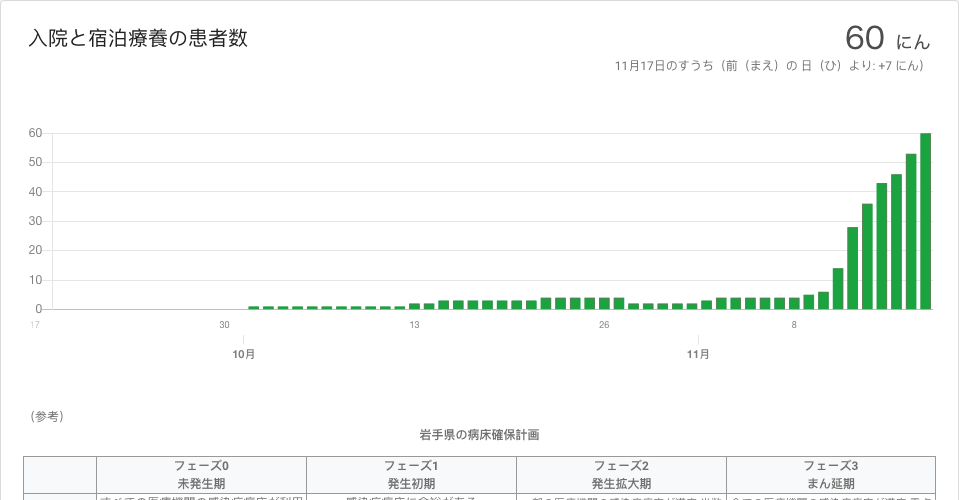 入院と宿泊療養の患者数
60 にん
11月17日のすうち（前（まえ）の 日（ひ）より: +7 にん）
60
50
40
30
20
10
0
17 30 13 26 8
10月 11月
（参考）
岩手県の病床確保計画
フェーズ0 フェーズ1 フェーズ2 フェーズ3
未発生期 発生初期 発生拡大期 まん延期